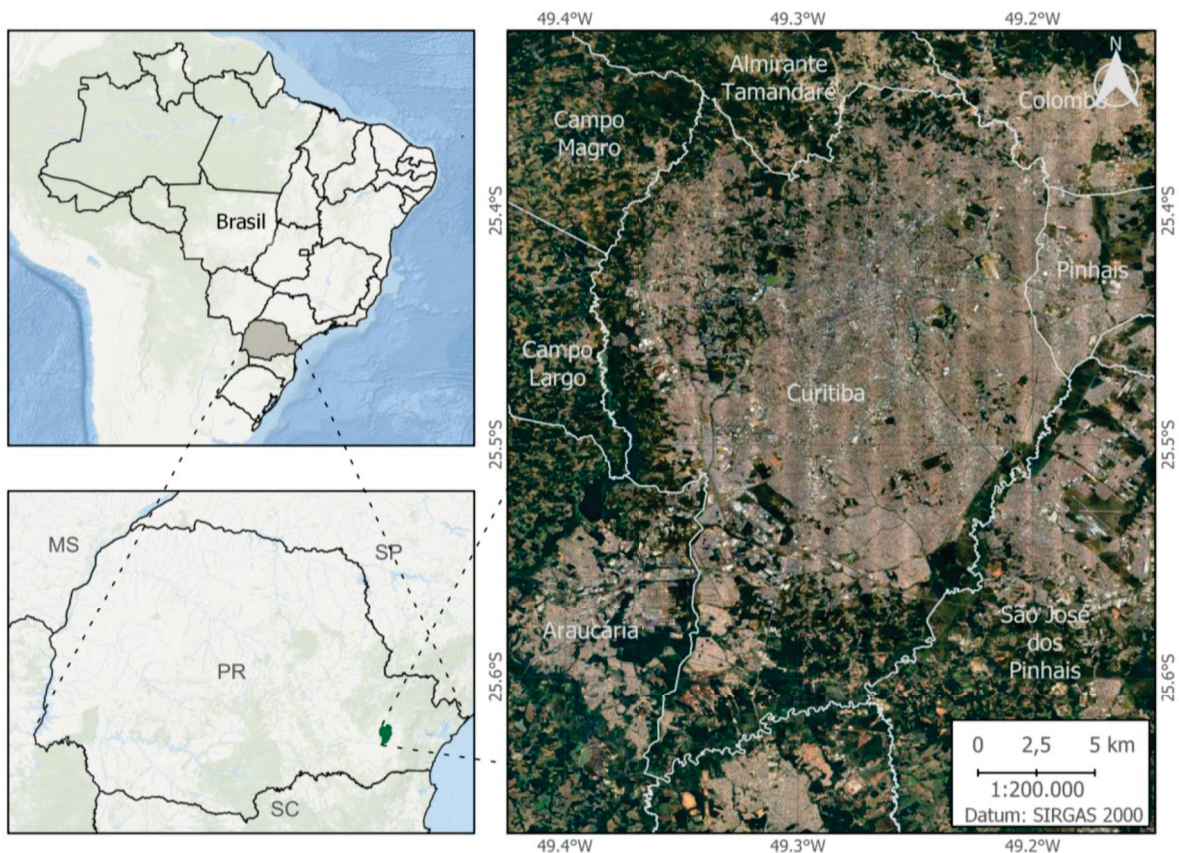 49.4°W
49.3°W
49.2°W
Brasil
N
Almirante
Tamandaré
Colombo
Campo
Magro
25.4°S
25.4°S
Pinhais
Campo
Largo
Curitiba
25.5°S
25.5°S
MS
SP
PR
SC
Araucária
São José
dos
Pinhais
25.6°S
25.6°S
0 2,5 5 km
1:200.000
Datum: SIRGAS 2000
49.4°W
49.3°W
49.2°W